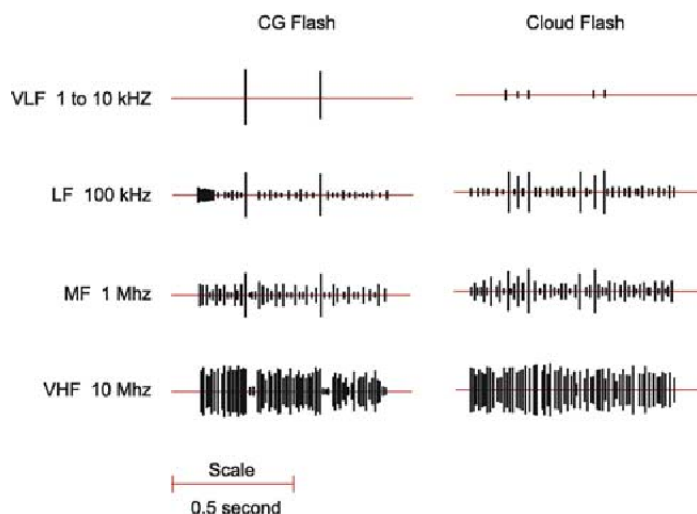 CG Flash
Cloud Flash
VLF 1 to 10 kHZ
LF 100 kHz
MF 1 Mhz
VHF 10 Mhz
Scale
0.5 second